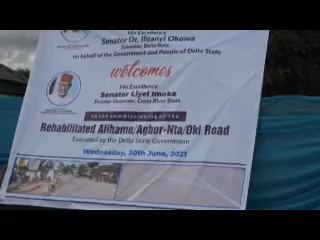 His Excellency
Senator Dr. Ifeanyi Okowa
Governor, Delta State
on behalf of the Government and People of Delta State
welcomes
His Excellency
Senator Liyel Imoke
Former Governor, Cross River State
to the commissioning of the
Rehabilitated Alihame/Agbor-Nta/Oki Road
Executed by the Delta State Government
Wednesday, 30th June, 2021